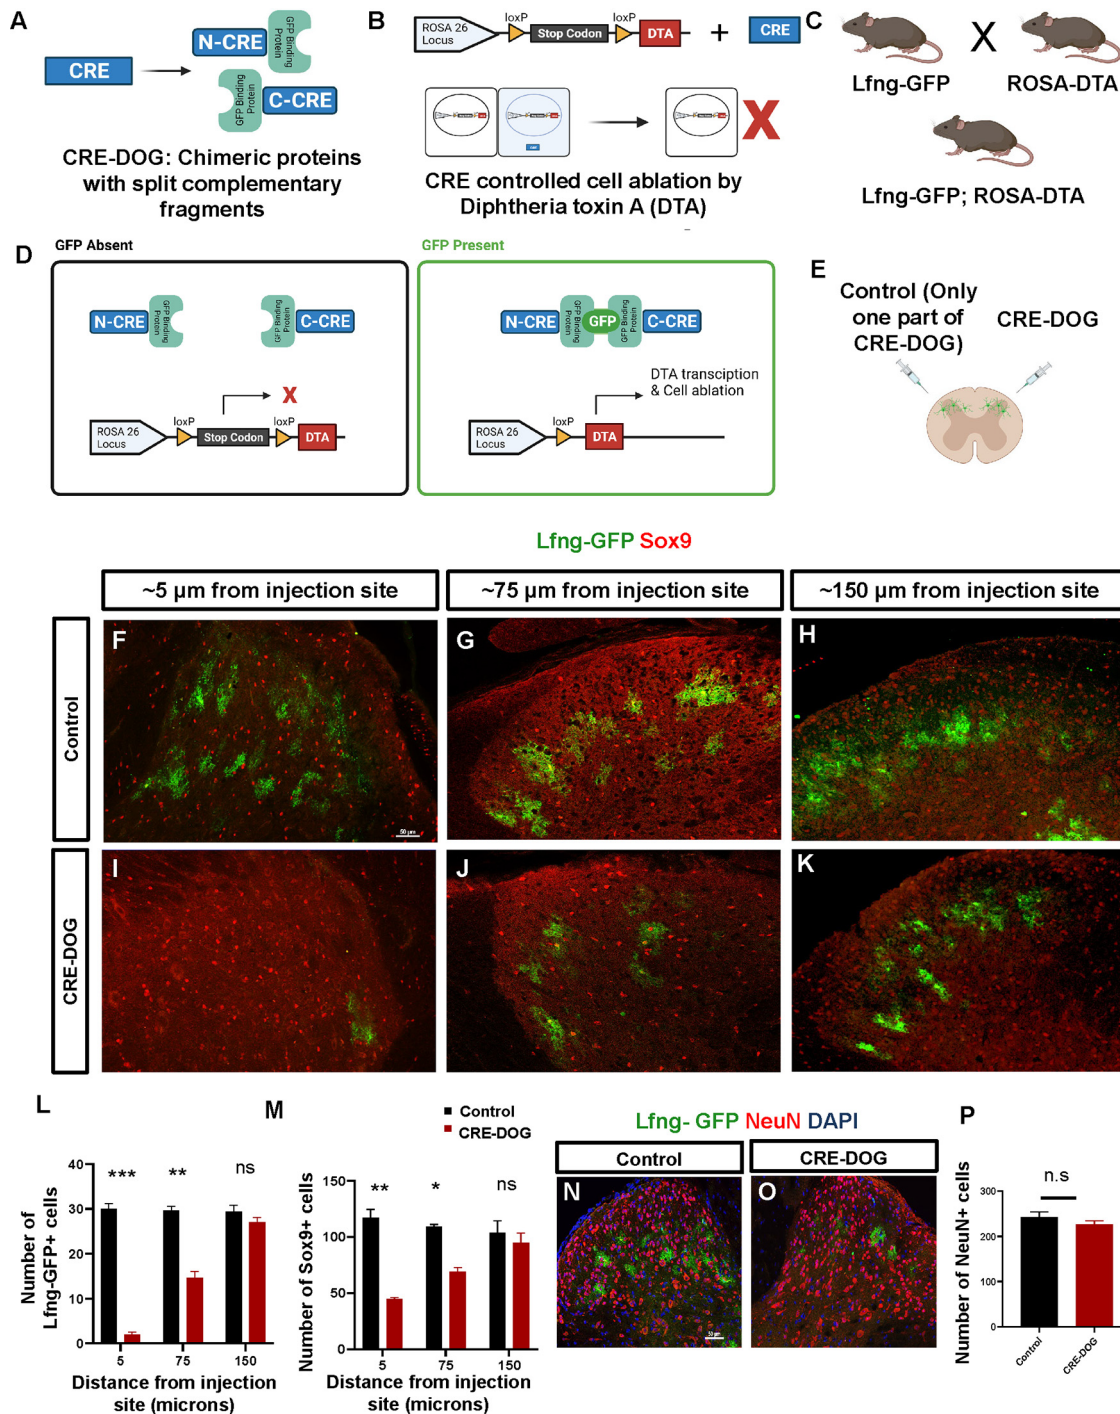 A
CRE
N-CRE
GFP Binding
Protein
GFP Binding
Protein
C-CRE
CRE-DOG: Chimeric proteins
with split complementary
fragments
B
ROSA 26
Locus
loxP
Stop Codon
loxP
DTA
+
CRE
X
CRE controlled cell ablation by
Diphtheria toxin A (DTA)
C
X
Lfng-GFP
ROSA-DTA
Lfng-GFP; ROSA-DTA
D
GFP Absent
N-CRE
GFP Binding
Protein
GFP Binding
Protein
C-CRE
X
ROSA 26
Locus
loxP
Stop Codon
loxP
DTA
GFP Present
N-CRE
GFP Binding
Protein
GFP
GFP Binding
Protein
C-CRE
DTA transciption
& Cell ablation
ROSA 26
Locus
loxP
DTA
E
Control (Only
one part of
CRE-DOG)
CRE-DOG
Lfng-GFP Sox9
~5 µm from injection site
~75 µm from injection site
~150 µm from injection site
Control
F
50 µm
G
H
CRE-DOG
I
J
K
L
Number of
Lfng-GFP+ cells
40
30
20
10
0
***
**
ns
5
75
150
Distance from injection
site (microns)
M
Control
CRE-DOG
Number of Sox9+ cells
150
100
50
0
**
*
ns
5
75
150
Distance from injection
site (microns)
Lfng- GFP NeuN DAPI
Control
CRE-DOG
N
50 µm
O
P
Number of NeuN+ cells
300
200
100
0
n.s
Control
CRE-DOG